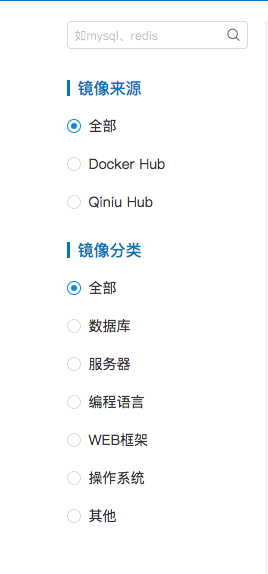 如mysql、redis
镜像来源
全部
Docker Hub
Qiniu Hub
镜像分类
全部
数据库
服务器
编程语言
WEB框架
操作系统
其他